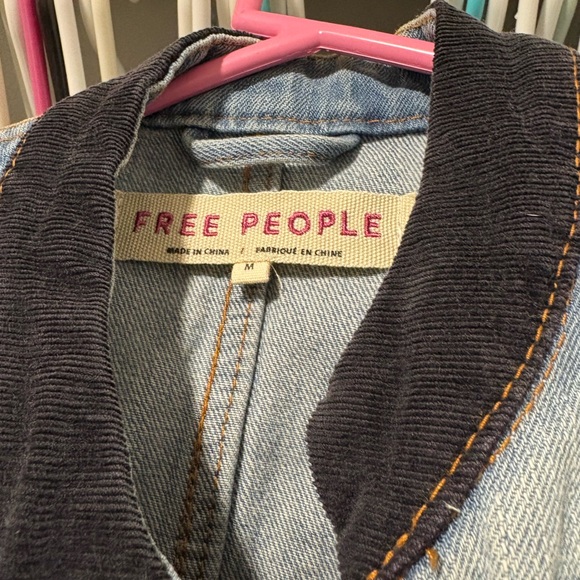 FREE PEOPLE
MADE IN CHINA / FABRIQUÉ EN CHINE
M